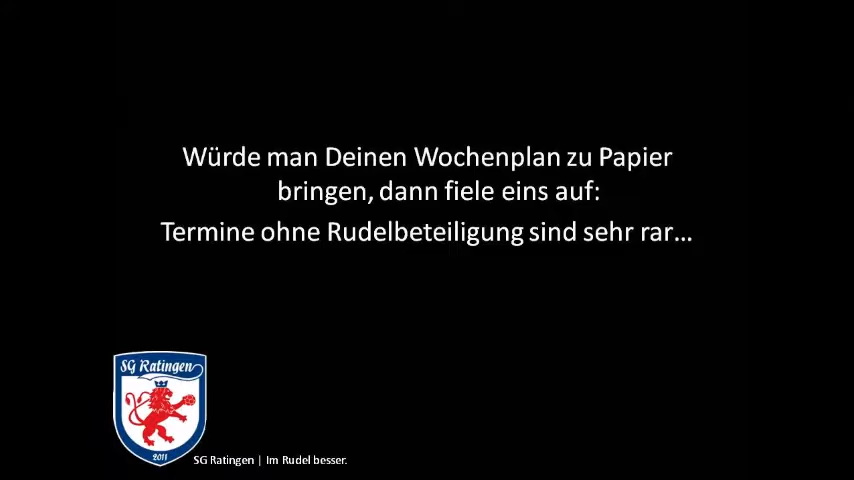 Würde man Deinen Wochenplan zu Papier
bringen, dann fiele eins auf:
Termine ohne Rudelbeteiligung sind sehr rar...
SG Ratingen
2011
SG Ratingen | Im Rudel besser.